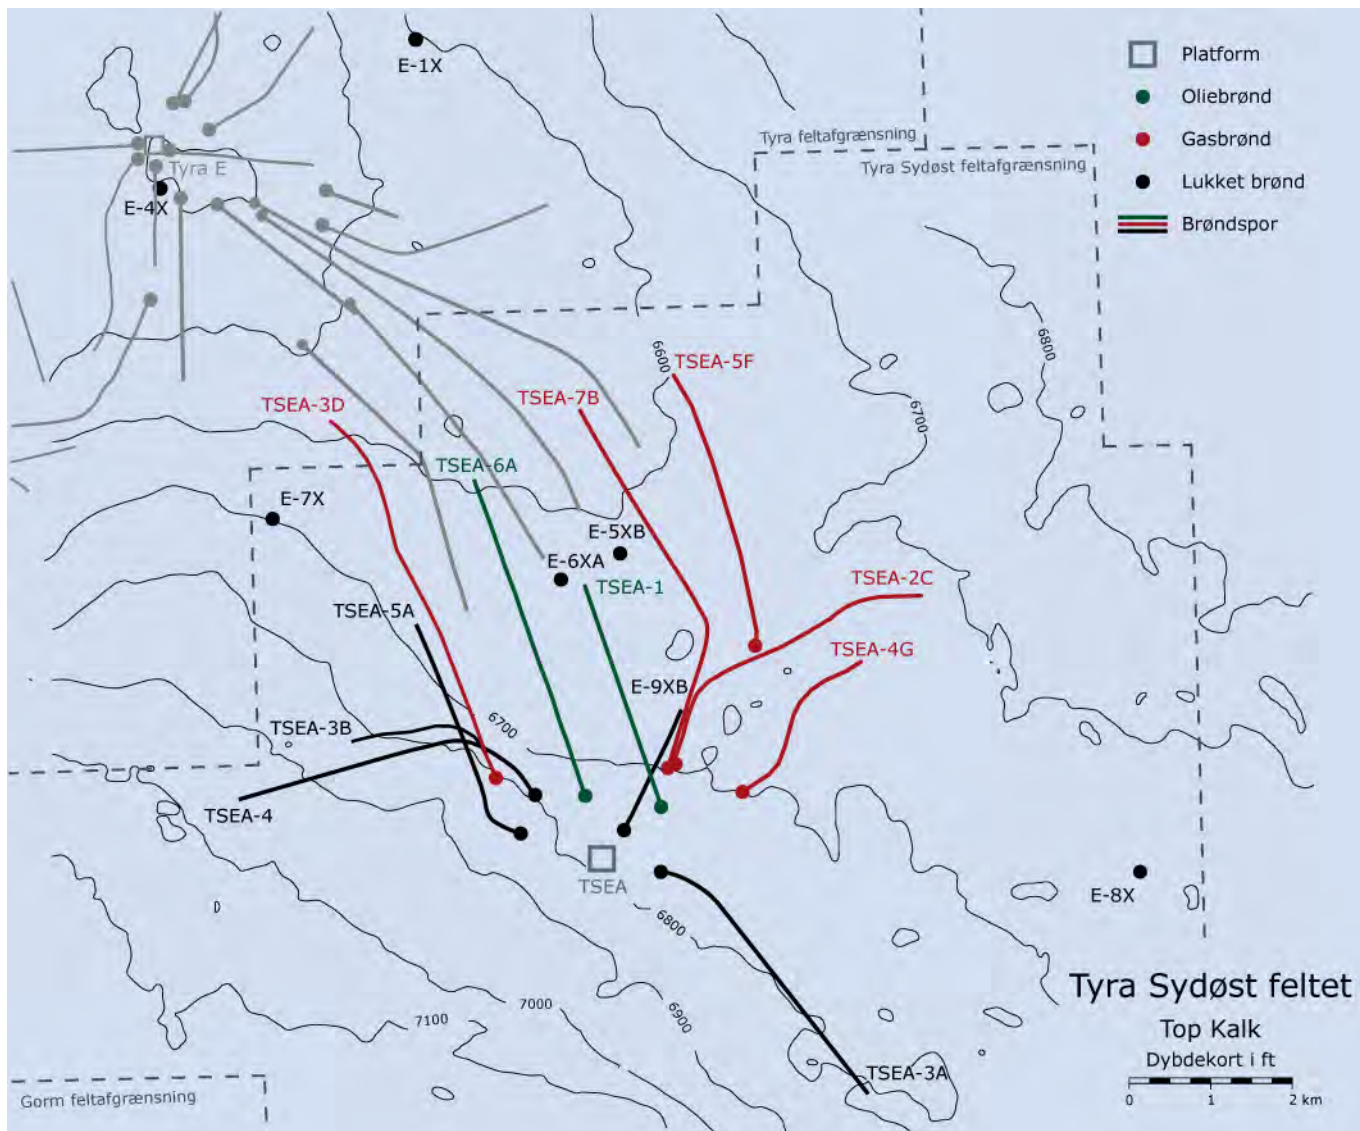 E-1X
Platform
Oliebrønd
Gasbrønd
Lukket brønd
Brøndspor
Tyra feltafgrænsning
Tyra Sydøst feltafgrænsning
Tyra E
E-4X
6800
6600
TSEA-5F
TSEA-3D
TSEA-7B
6700
TSEA-6A
E-7X
E-5XB
E-6XA
TSEA-1
TSEA-2C
TSEA-5A
TSEA-4G
E-9XB
TSEA-3B
6700
TSEA-4
TSEA
E-8X
6800
7000
6900
7100
Tyra Sydøst feltet
Top Kalk
Dybdekort i ft
0 1 2 km
TSEA-3A
Gorm feltafgrænsning